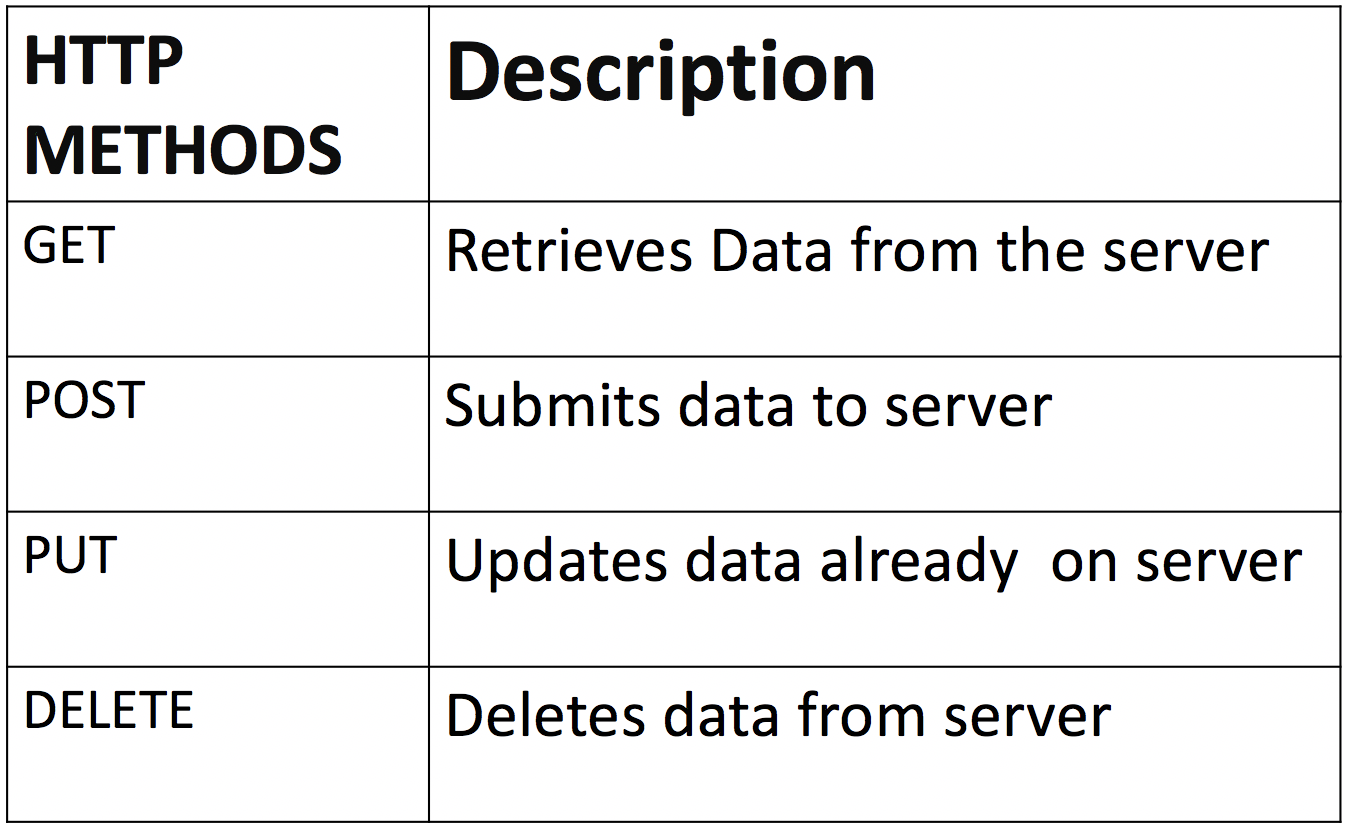 HTTP
METHODS
Description
GET
Retrieves Data from the server
POST
Submits data to server
PUT
Updates data already  on server
DELETE
Deletes data from server